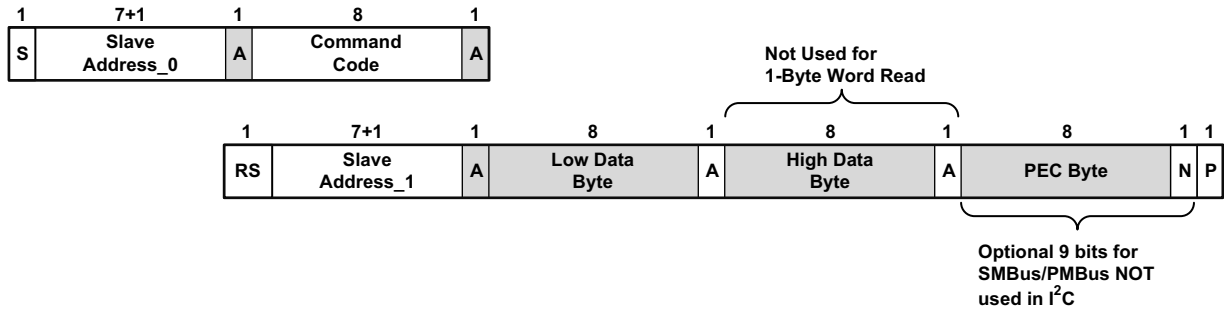 1 7+1 1 8 1
S Slave Address_0 A Command Code A
Not Used for
1-Byte Word Read
1 7+1 1 8 1 8 1 8 1 1
RS Slave Address_1 A Low Data Byte A High Data Byte A PEC Byte N P
Optional 9 bits for
SMBus/PMBus NOT
used in I²C